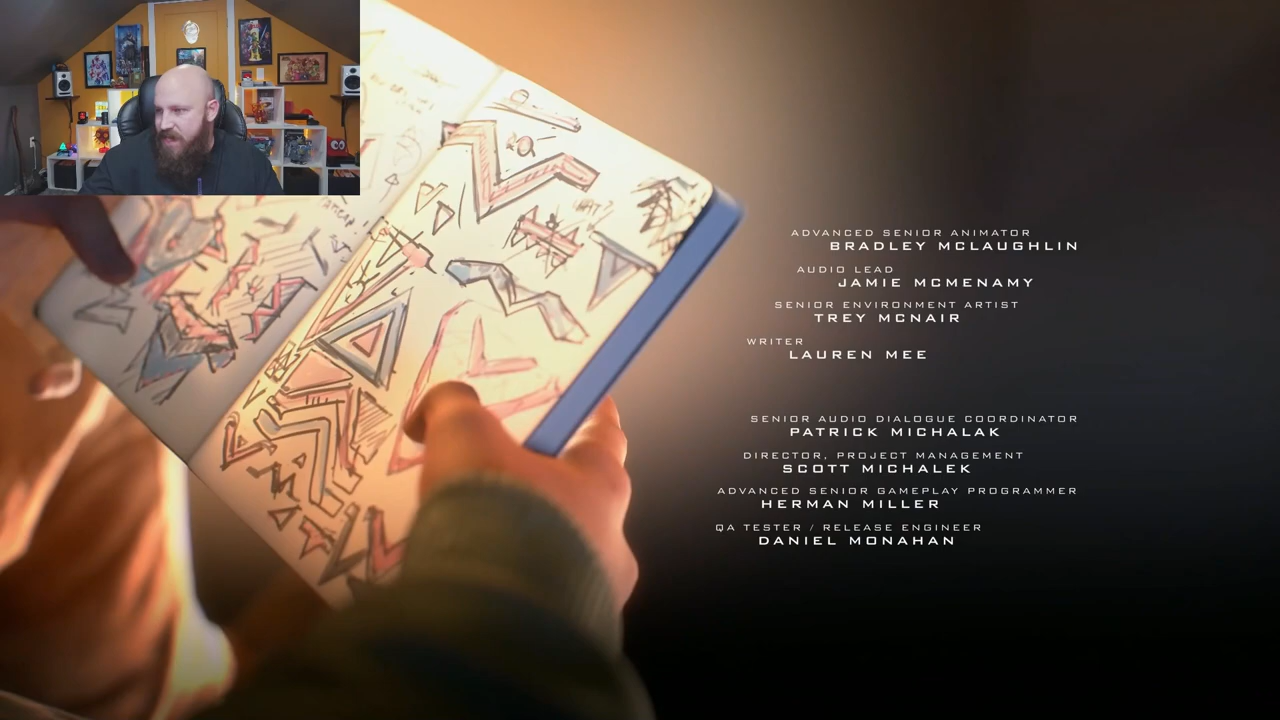 ADVANCED SENIOR ANIMATOR
BRADLEY MCLAUGHLIN
AUDIO LEAD
JAMIE MCMENAMY
SENIOR ENVIRONMENT ARTIST
TREY MCNAIR
WRITER
LAUREN MEE
SENIOR AUDIO DIALOGUE COORDINATOR
PATRICK MICHALAK
DIRECTOR, PROJECT MANAGEMENT
SCOTT MICHALEK
ADVANCED SENIOR GAMEPLAY PROGRAMMER
HERMAN MILLER
QA TESTER / RELEASE ENGINEER
DANIEL MONAHAN